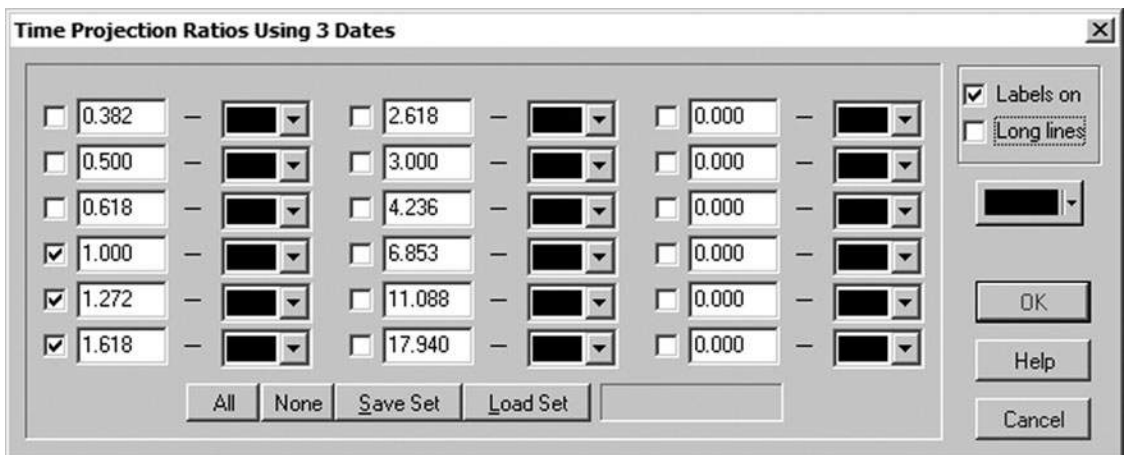 Time Projection Ratios Using 3 Dates
0.382 – 2.618 – 0.000 –
0.500 – 3.000 – 0.000 –
0.618 – 4.236 – 0.000 –
1.000 – 6.853 – 0.000 –
1.272 – 11.088 – 0.000 –
1.618 – 17.940 – 0.000 –
All None Save Set Load Set
Labels on
Long lines
OK
Help
Cancel